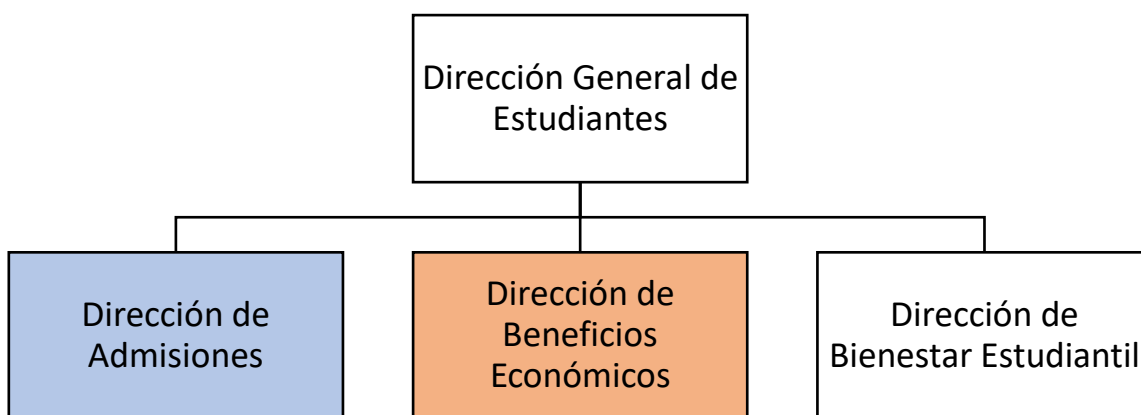 Dirección General de
Estudiantes
Dirección de
Admisiones
Dirección de
Beneficios
Económicos
Dirección de
Bienestar Estudiantil